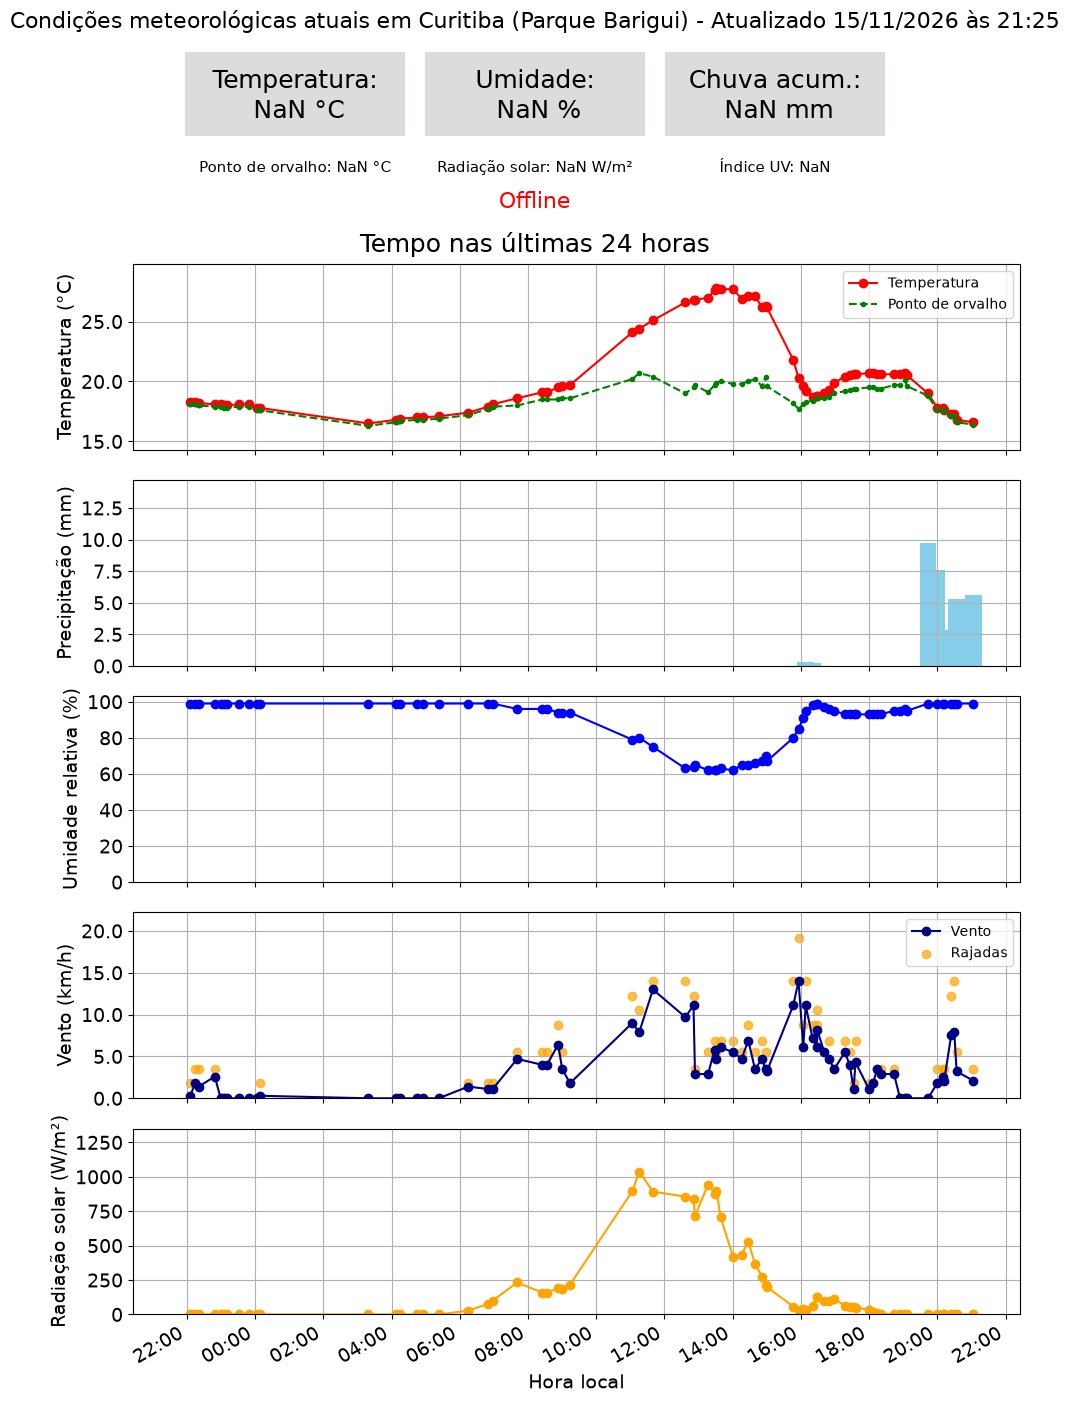 Condições meteorológicas atuais em Curitiba (Parque Barigui) - Atualizado 15/11/2026 às 21:25
Temperatura:
NaN °C
Umidade:
NaN %
Chuva acum.:
NaN mm
Ponto de orvalho: NaN °C
Radiação solar: NaN W/m²
Índice UV: NaN
Offline
Tempo nas últimas 24 horas
Temperatura (°C)
25.0
20.0
15.0
Temperatura
Ponto de orvalho
Precipitação (mm)
12.5
10.0
7.5
5.0
2.5
0.0
Umidade relativa (%)
100
80
60
40
20
0
Vento (km/h)
20.0
15.0
10.0
5.0
0.0
Vento
Rajadas
Radiação solar (W/m²)
1250
1000
750
500
250
0
22:00
00:00
02:00
04:00
06:00
08:00
10:00
12:00
14:00
16:00
18:00
20:00
22:00
Hora local